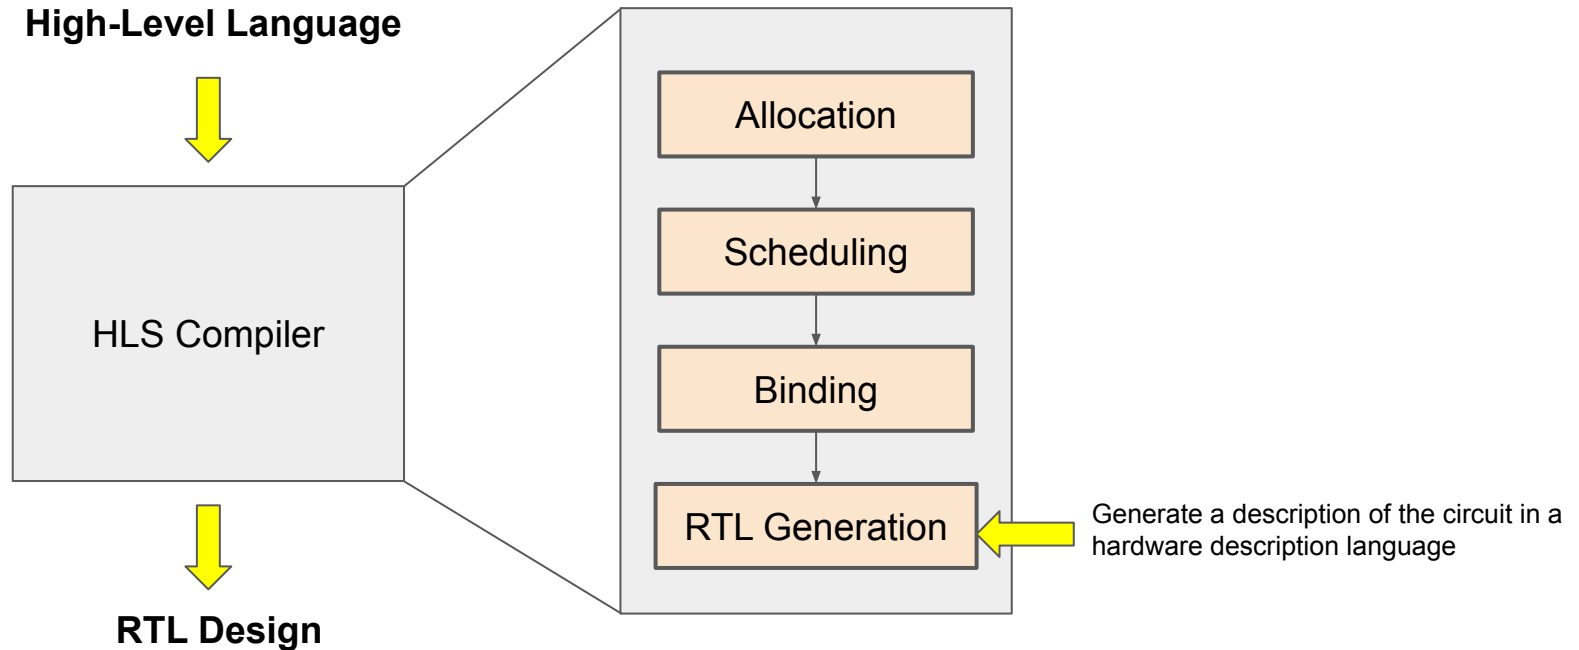 High-Level Language
HLS Compiler
RTL Design
Allocation
Scheduling
Binding
RTL Generation
Generate a description of the circuit in a
hardware description language